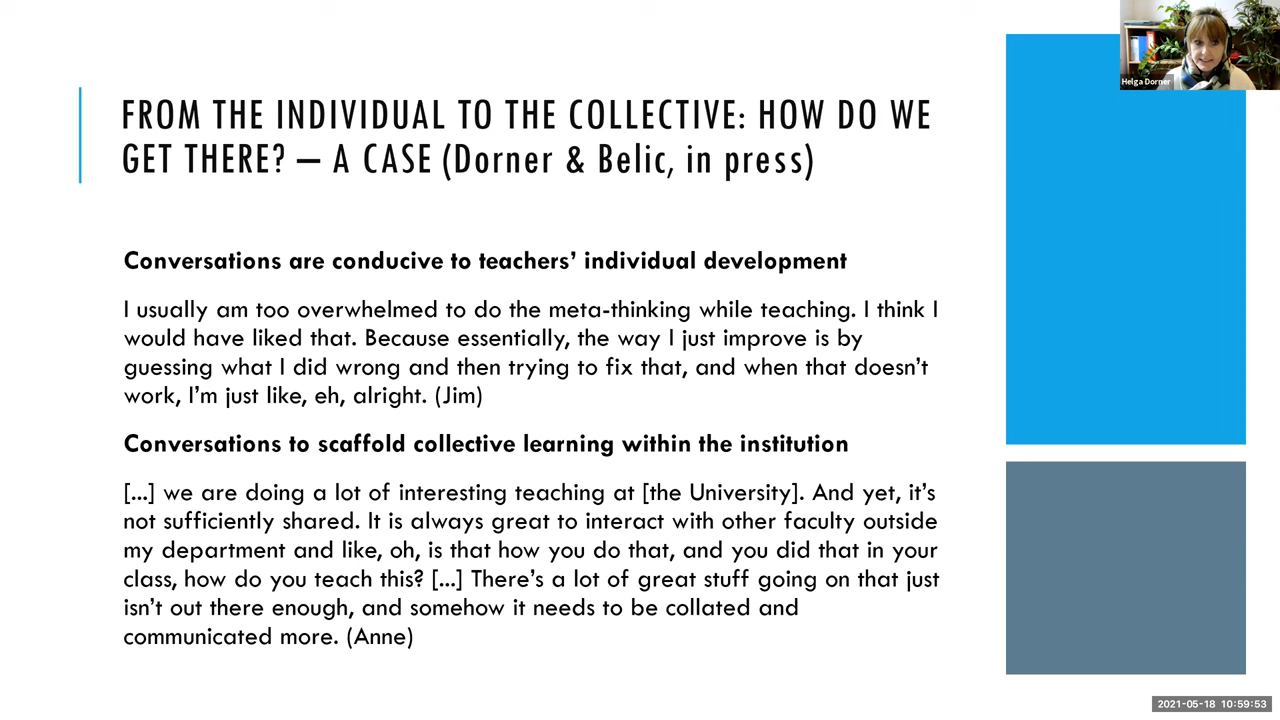 Helga Dorner
FROM THE INDIVIDUAL TO THE COLLECTIVE: HOW DO WE
GET THERE? – A CASE (Dorner & Belic, in press)
Conversations are conducive to teachers’ individual development
I usually am too overwhelmed to do the meta-thinking while teaching. I think I
would have liked that. Because essentially, the way I just improve is by
guessing what I did wrong and then trying to fix that, and when that doesn’t
work, I’m just like, eh, alright. (Jim)
Conversations to scaffold collective learning within the institution
[...] we are doing a lot of interesting teaching at [the University]. And yet, it’s
not sufficiently shared. It is always great to interact with other faculty outside
my department and like, oh, is that how you do that, and you did that in your
class, how do you teach this? [...] There’s a lot of great stuff going on that just
isn’t out there enough, and somehow it needs to be collated and
communicated more. (Anne)
2021-05-18 10:59:53